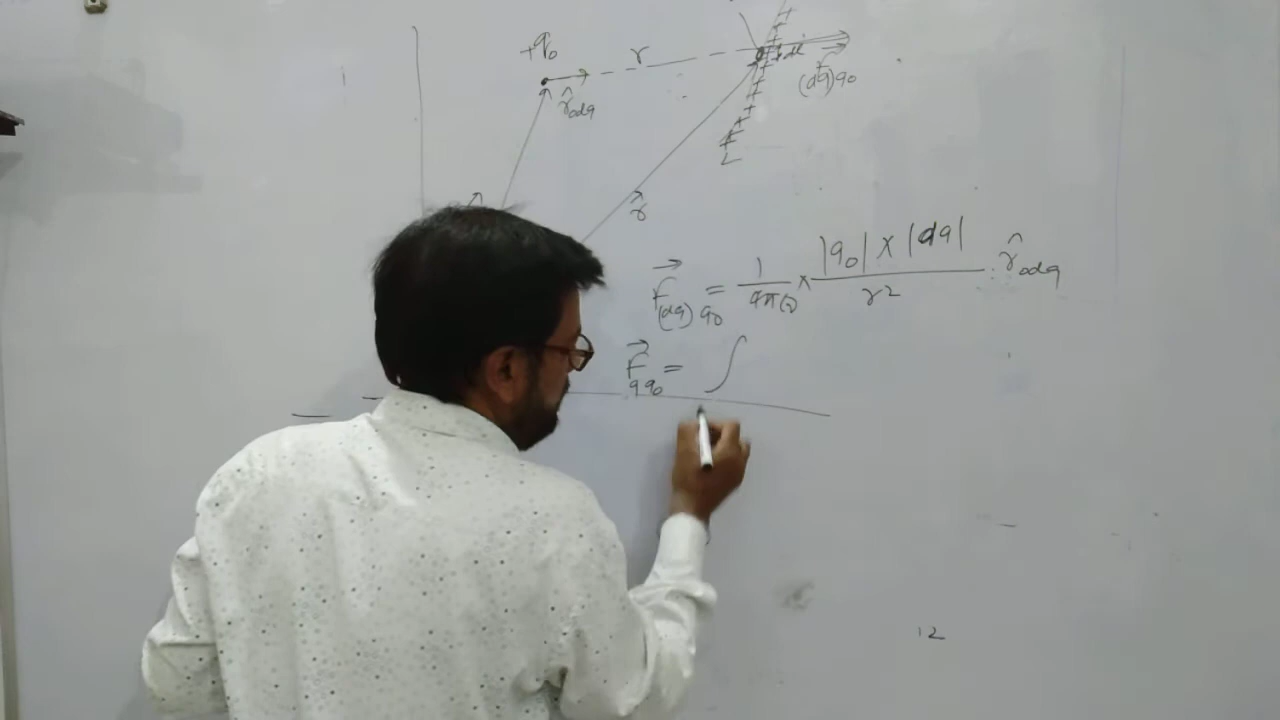 +q₀
r
r̂₀dq
dl
(dq)q₀
L
r̂
F⃗(dq) q₀ = 1/4π∈₀ × |q₀| × |dq| / r² · r̂₀dq
F⃗qq₀ = ∫
12